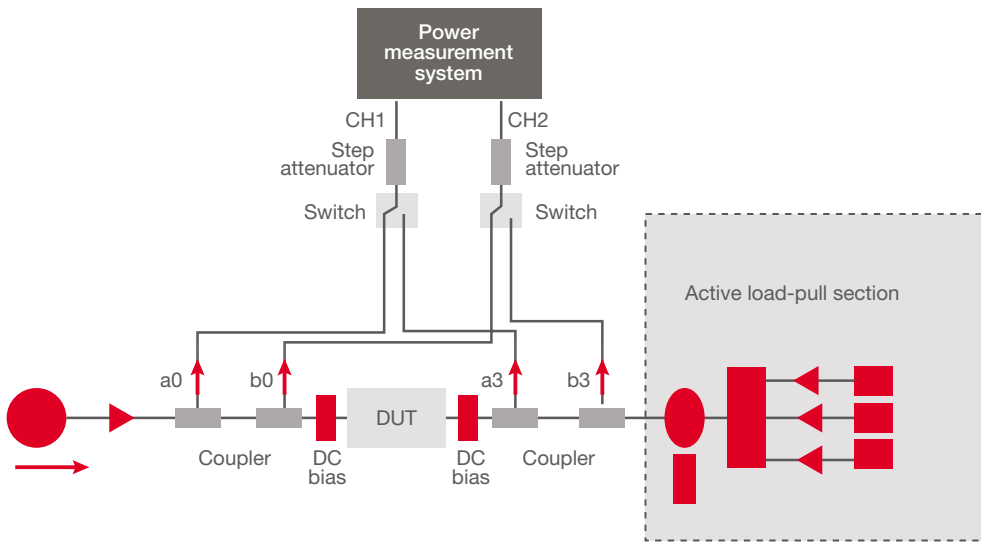 Power
measurement
system
CH1
CH2
Step
attenuator
Step
attenuator
Switch
Switch
Active load-pull section
a0
b0
a3
b3
DUT
Coupler
DC
bias
DC
bias
Coupler